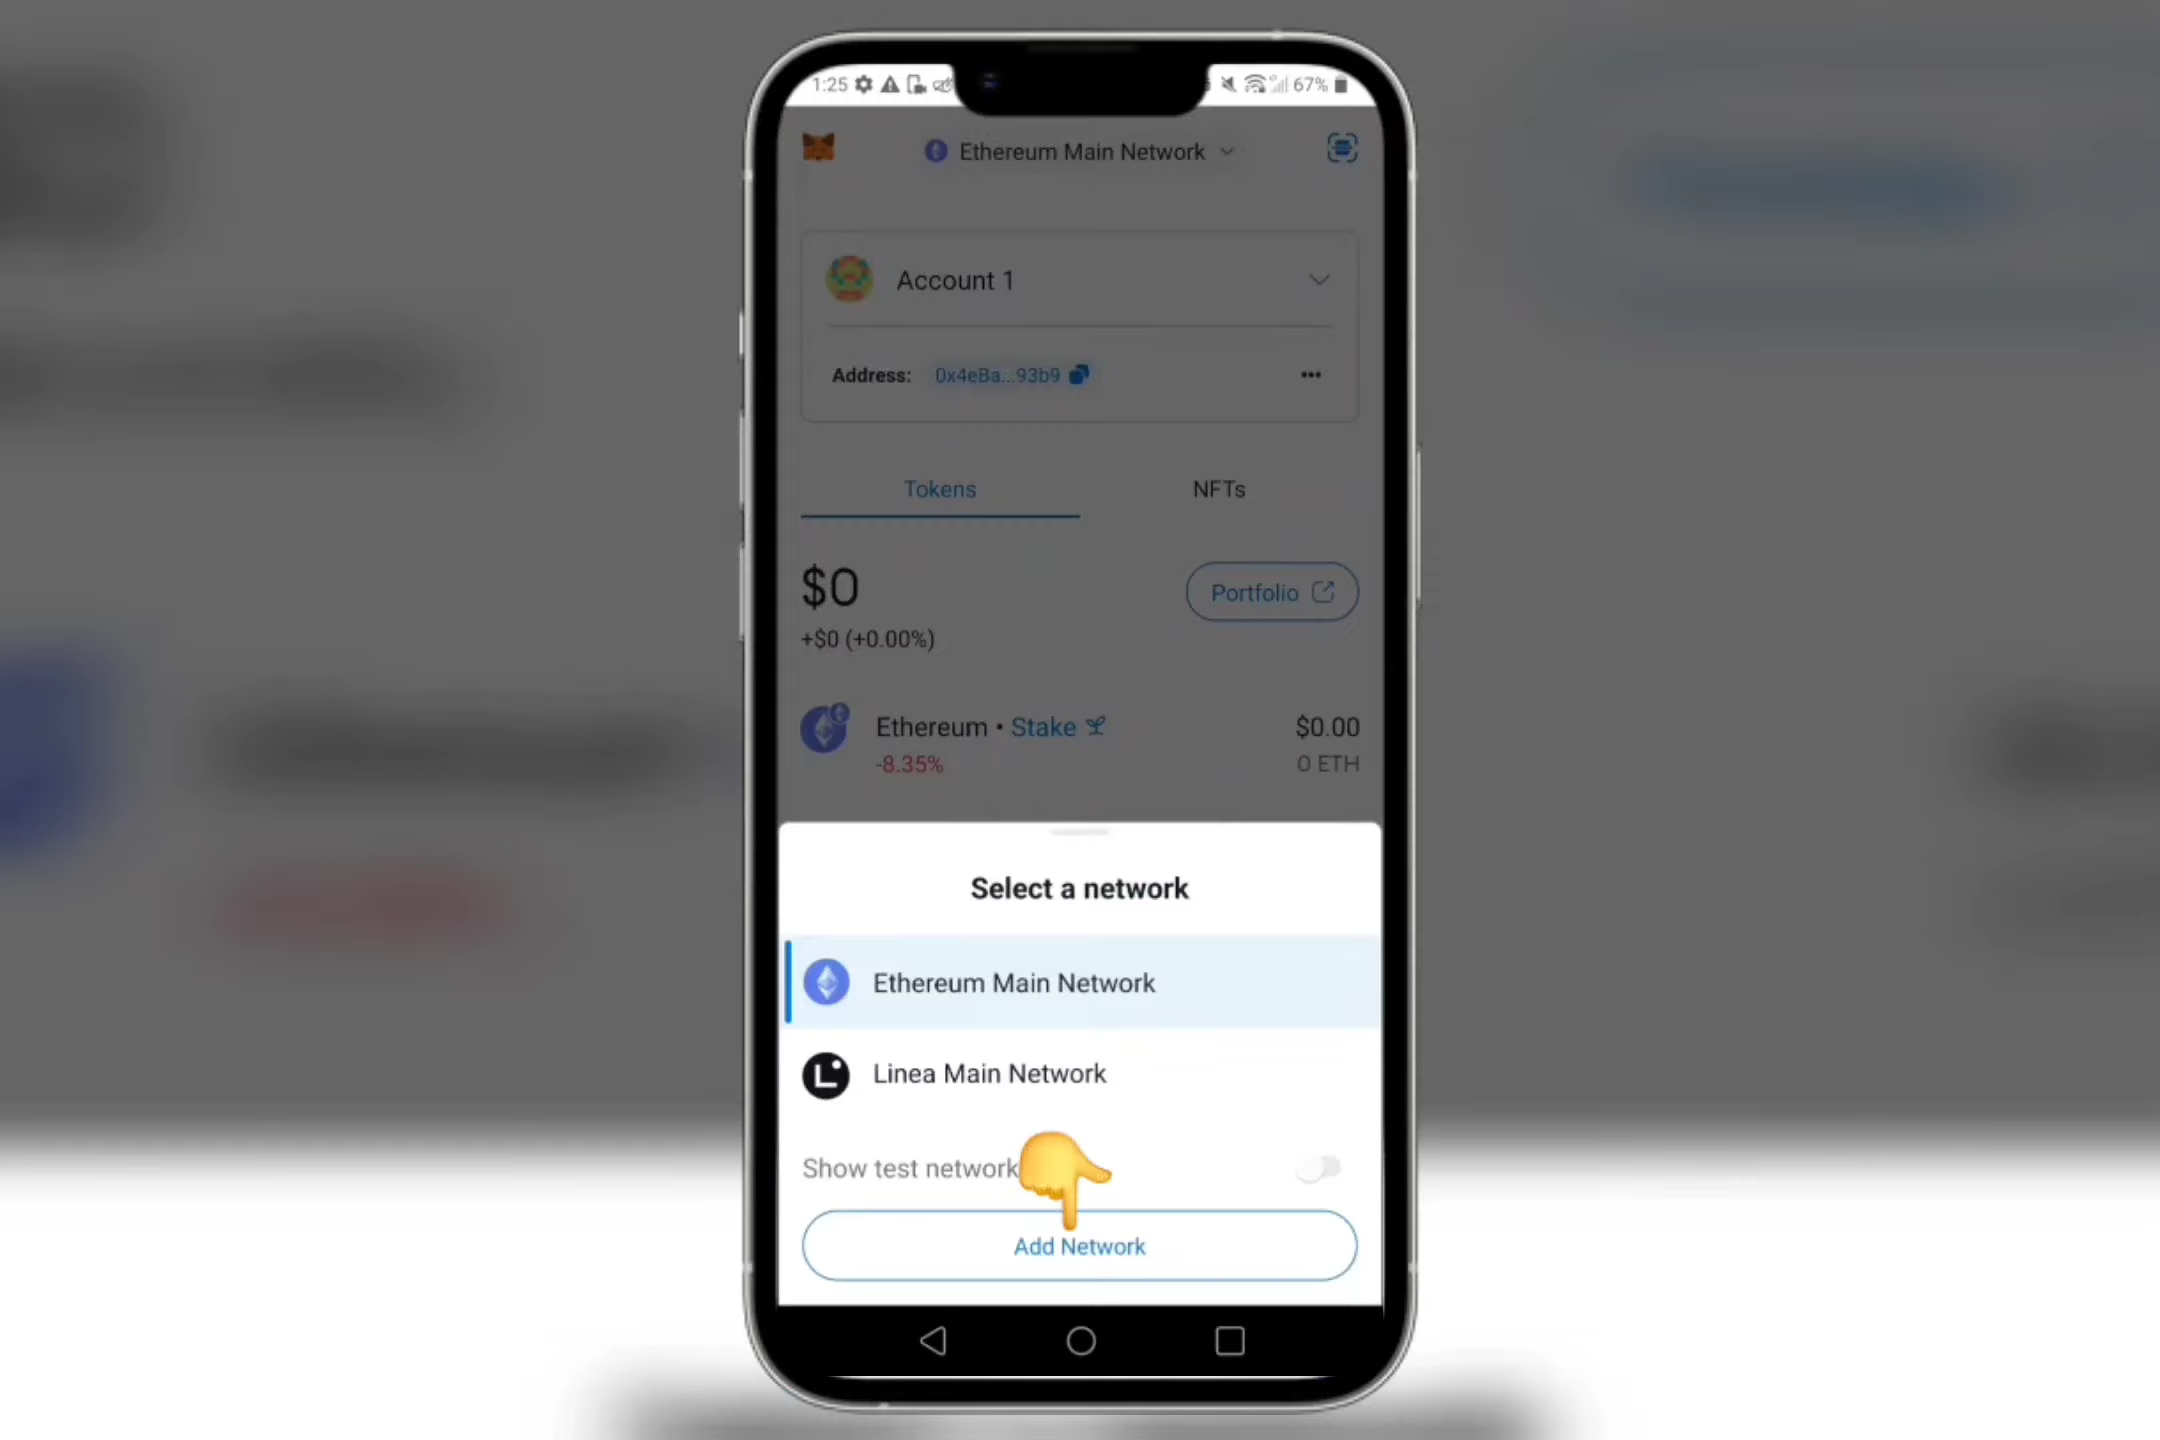 1:25 67%
Ethereum Main Network
Account 1
Address: 0x4eBa...93b9
Tokens NFTs
$0 Portfolio
+$0 (+0.00%)
Ethereum • Stake $0.00
-8.35% 0 ETH
Select a network
Ethereum Main Network
Linea Main Network
Show test network
Add Network